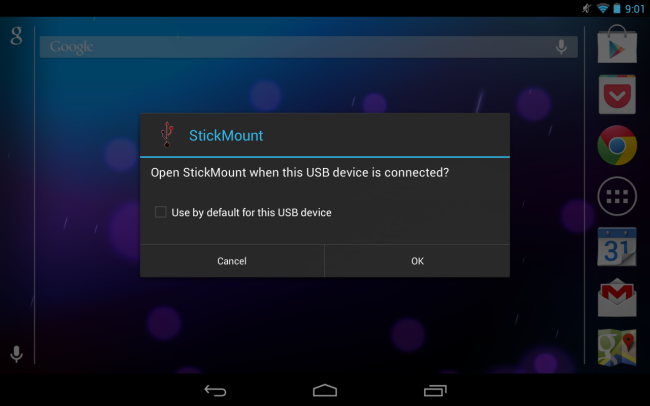 9:01
g
Google
StickMount
Open StickMount when this USB device is connected?
Use by default for this USB device
Cancel
OK
31